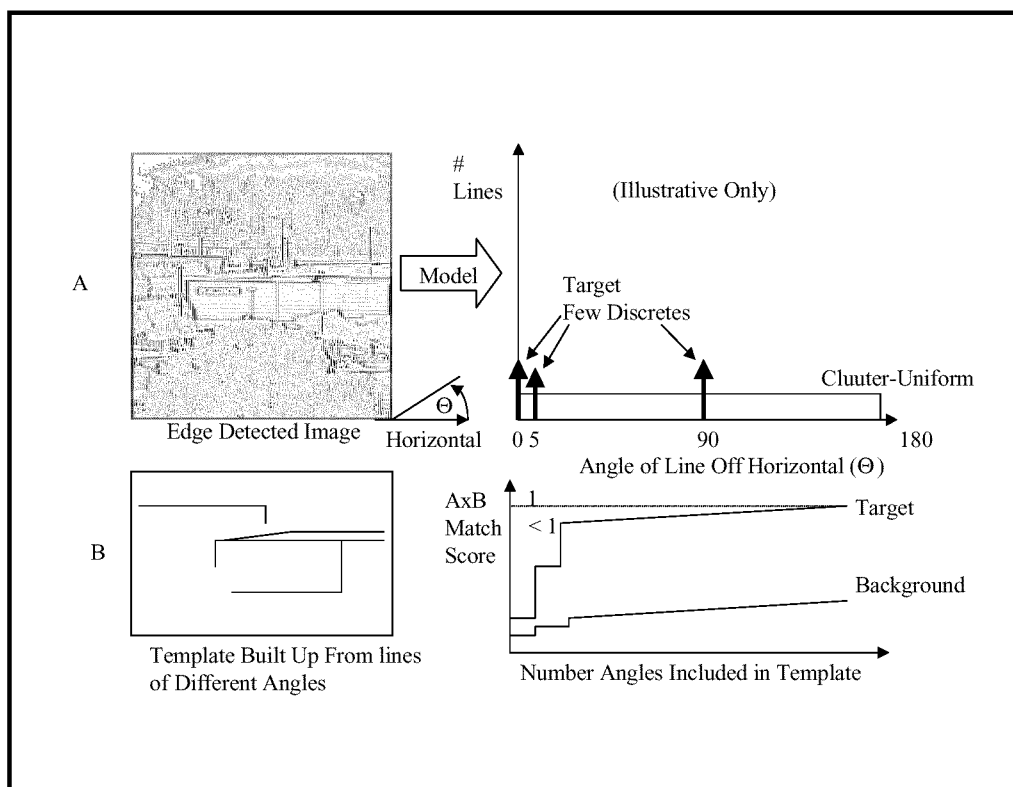 A
Edge Detected Image
Model
Θ
Horizontal
#
Lines
(Illustrative Only)
Target
Few Discretes
Cluuter-Uniform
0 5 90 180
Angle of Line Off Horizontal (Θ)
B
Template Built Up From lines
of Different Angles
AxB
Match
Score
1
< 1
Target
Background
Number Angles Included in Template